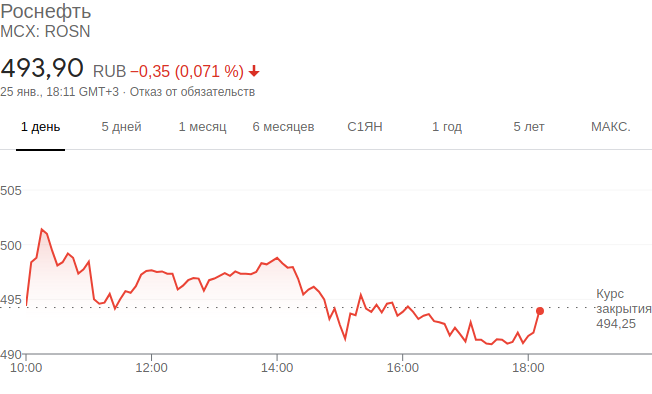 Роснефть
MCX: ROSN
493,90 RUB −0,35 (0,071 %)
25 янв., 18:11 GMT+3 · Отказ от обязательств
1 день 5 дней 1 месяц 6 месяцев С1ЯН 1 год 5 лет МАКС.
505
500
495
490
Курс
закрытия
494,25
10:00 12:00 14:00 16:00 18:00